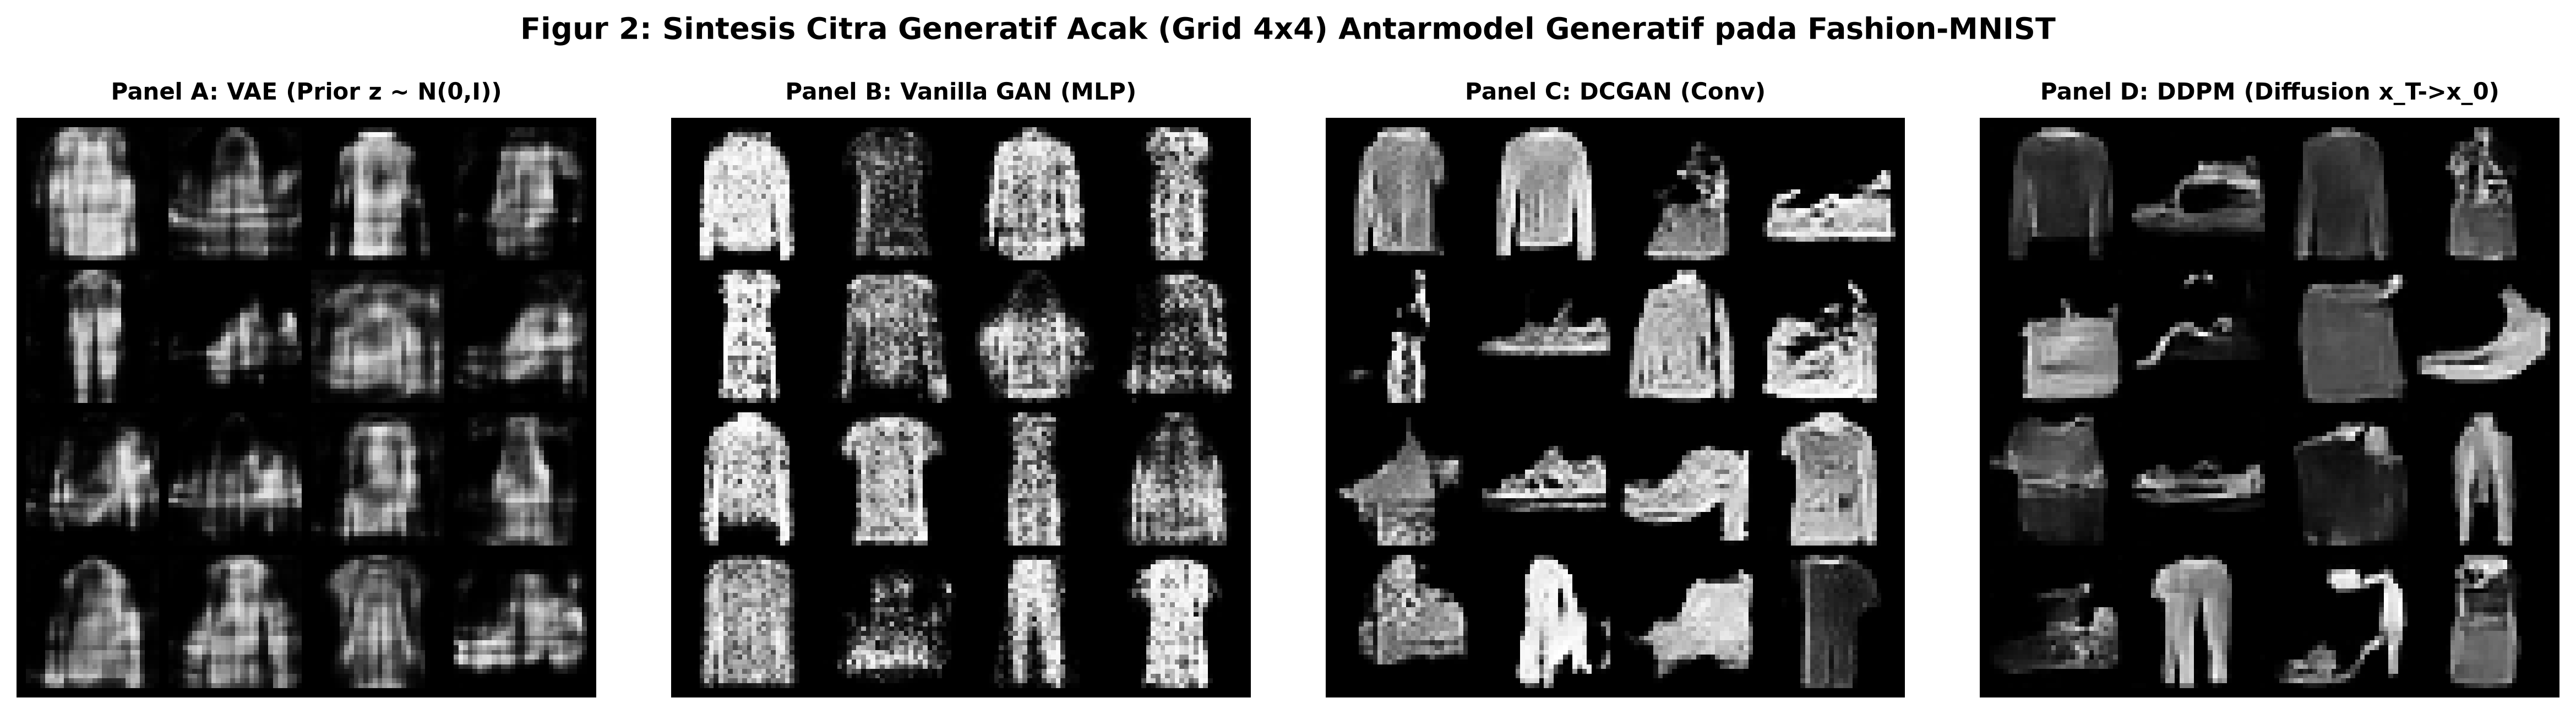 Figur 2: Sintesis Citra Generatif Acak (Grid 4x4) Antarmodel Generatif pada Fashion-MNIST
Panel A: VAE (Prior z ~ N(0,I))
Panel B: Vanilla GAN (MLP)
Panel C: DCGAN (Conv)
Panel D: DDPM (Diffusion x_T->x_0)